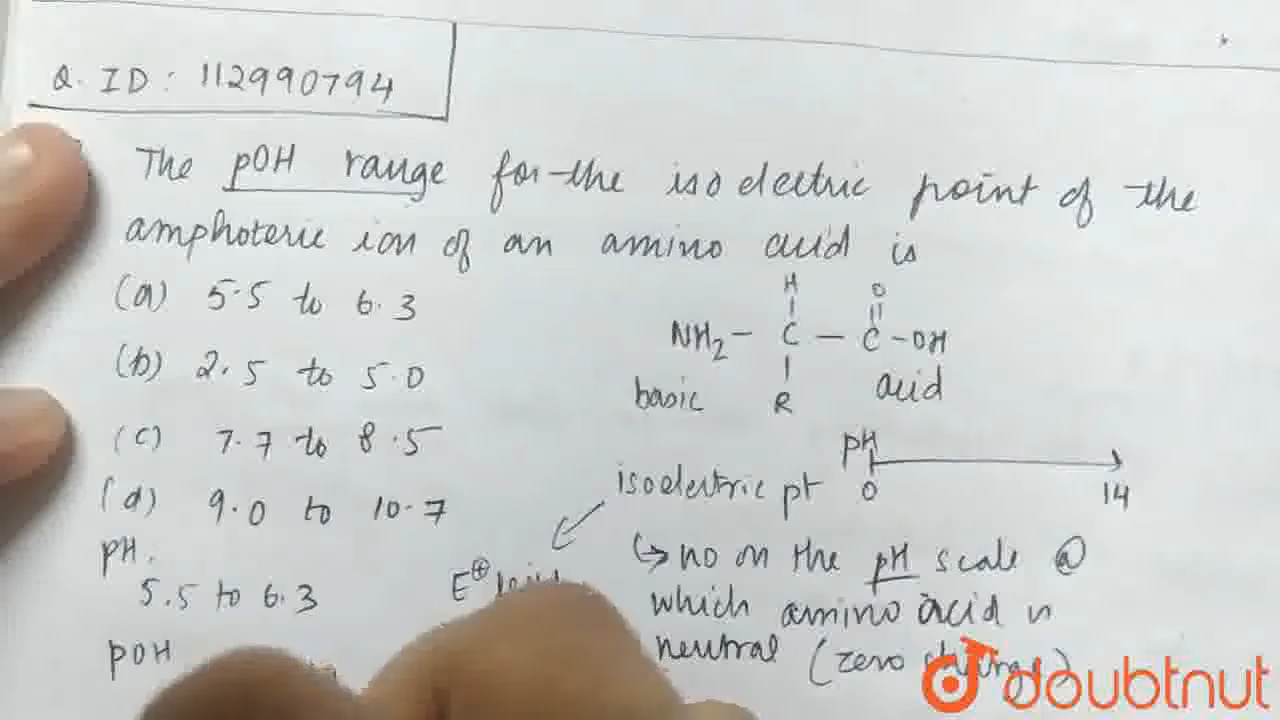 Q. ID: 112990794
The pOH range for the isoelectric point of the
amphoteric ion of an amino acid is
(a) 5.5 to 6.3
(b) 2.5 to 5.0
(c) 7.7 to 8.5
(d) 9.0 to 10.7
pH.
5.5 to 6.3
pOH
H
O
NH2 - C - C - OH
basic
R
acid
pH
0
14
isoelectric pt
↳ no on the pH scale @
which amino acid is
neutral (zero
E⊕
doubtnut